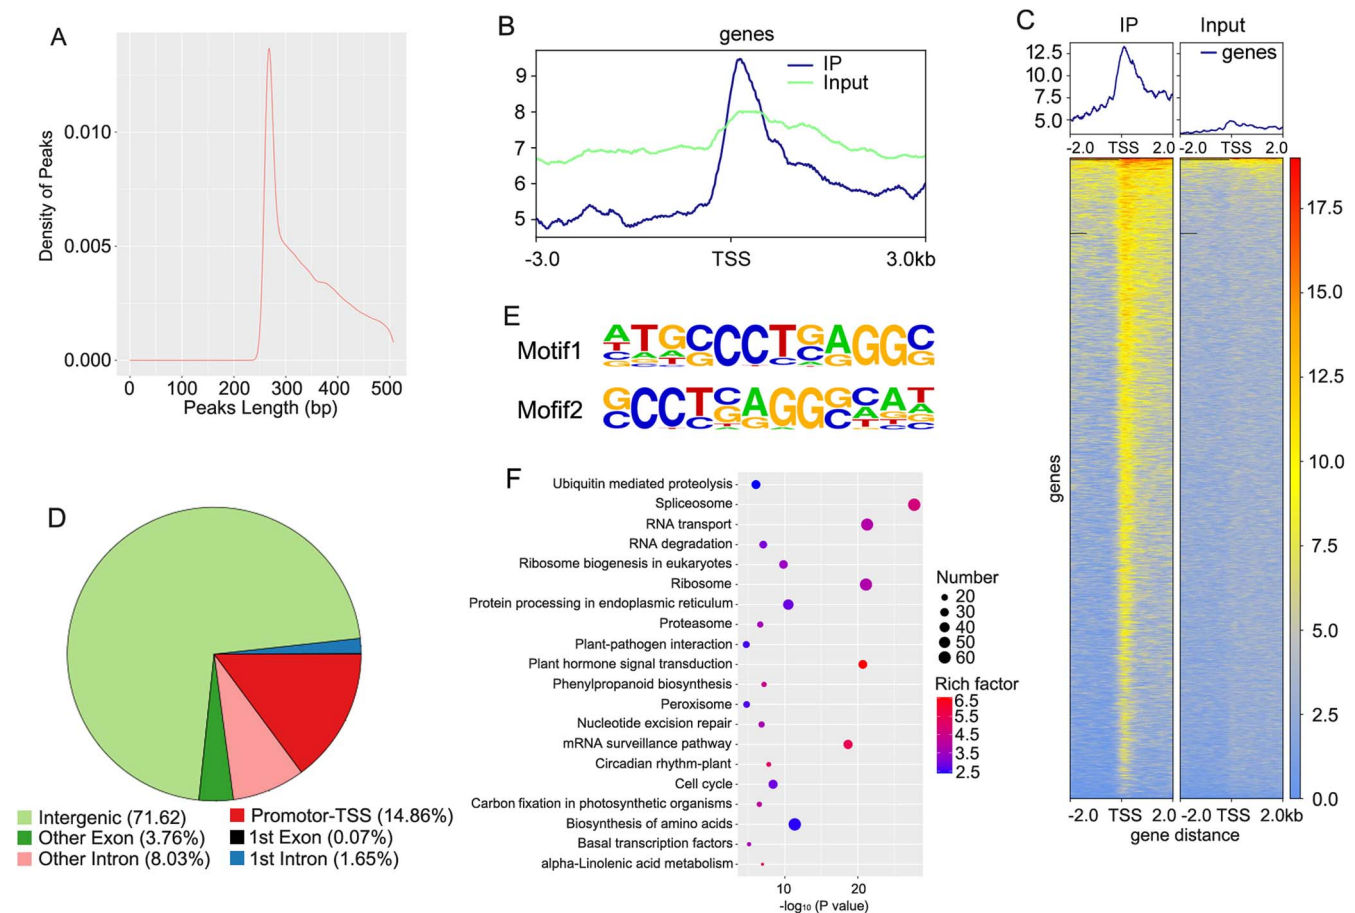 A
0.010
0.005
0.000
Density of Peaks
0 100 200 300 400 500
Peaks Length (bp)
B
genes
IP
Input
9
8
7
6
5
-3.0 TSS 3.0kb
C
IP Input
genes
12.5
10.0
7.5
5.0
-2.0 TSS 2.0 -2.0 TSS 2.0
genes
17.5
15.0
12.5
10.0
7.5
5.0
2.5
0.0
-2.0 TSS 2.0 -2.0 TSS 2.0kb
gene distance
D
Intergenic (71.62)
Other Exon (3.76%)
Other Intron (8.03%)
Promotor-TSS (14.86%)
1st Exon (0.07%)
1st Intron (1.65%)
E
Motif1
ATGCCCTGAGGC
Mofif2
GCCTCAGGGCAT
F
Ubiquitin mediated proteolysis
Spliceosome
RNA transport
RNA degradation
Ribosome biogenesis in eukaryotes
Ribosome
Protein processing in endoplasmic reticulum
Proteasome
Plant-pathogen interaction
Plant hormone signal transduction
Phenylpropanoid biosynthesis
Peroxisome
Nucleotide excision repair
mRNA surveillance pathway
Circadian rhythm-plant
Cell cycle
Carbon fixation in photosynthetic organisms
Biosynthesis of amino acids
Basal transcription factors
alpha-Linolenic acid metabolism
10 20
-log₁₀ (P value)
Number
20
30
40
50
60
Rich factor
6.5
5.5
4.5
3.5
2.5